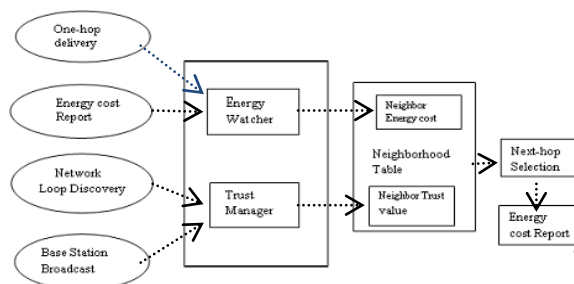 One-hop
delivery
Energy cost
Report
Network
Loop Discovery
Base Station
Broadcast
Energy
Watcher
Trust
Manager
Neighbor
Energy cost
Neighborhood
Table
Neighbor Trust
value
Next-hop
Selection
Energy
cost Report